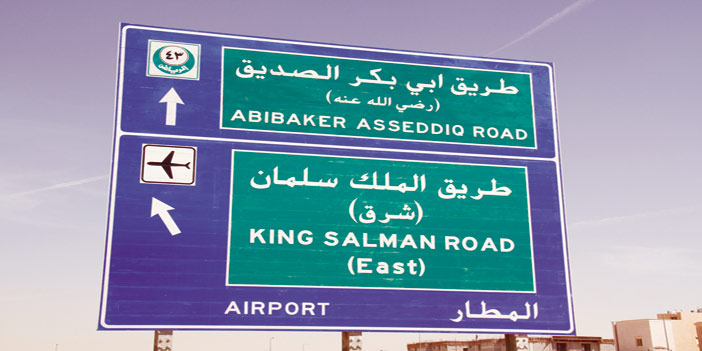 ٤٣
الرياض
طريق ابي بكر الصديق
(رضي الله عنه)
ABIBAKER ASSEDDIQ ROAD
طريق الملك سلمان
(شرق)
KING SALMAN ROAD
(East)
AIRPORT المطار